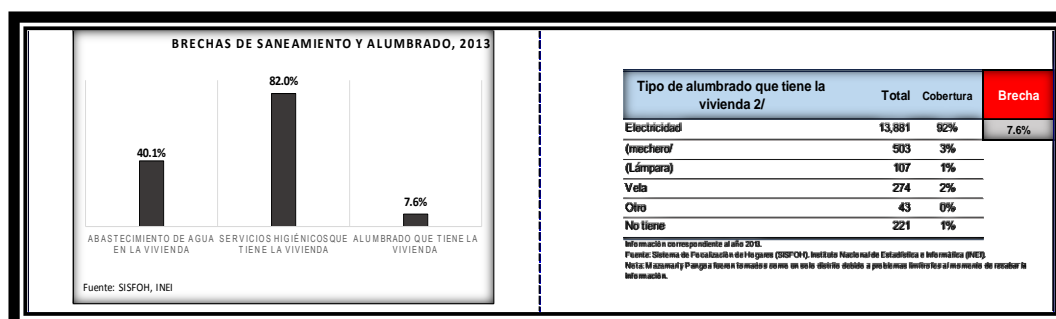 BRECHAS DE SANEAMIENTO Y ALUMBRADO, 2013
82.0%
40.1%
7.6%
ABASTECIMIENTO DE AGUA EN LA VIVIENDA
SERVICIOS HIGIÉNICOS QUE TIENE LA VIVIENDA
ALUMBRADO QUE TIENE LA VIVIENDA
Fuente: SISFOH, INEI
Tipo de alumbrado que tiene la vivienda 2/ Total Cobertura Brecha
Electricidad 13,881 92% 7.6%
(mechero/ 503 3%
(Lámpara) 107 1%
Vela 274 2%
Otro 43 0%
No tiene 221 1%
Información correspondiente al año 2013.
Fuente: Sistema de Focalización de Hogares (SISFOH). Instituto Nacional de Estadística e Informática (INEI).
Nota: Mazamari y Pangoa fueron tomados como un solo distrito debido a problemas limítrofes al momento de recabar la
información.